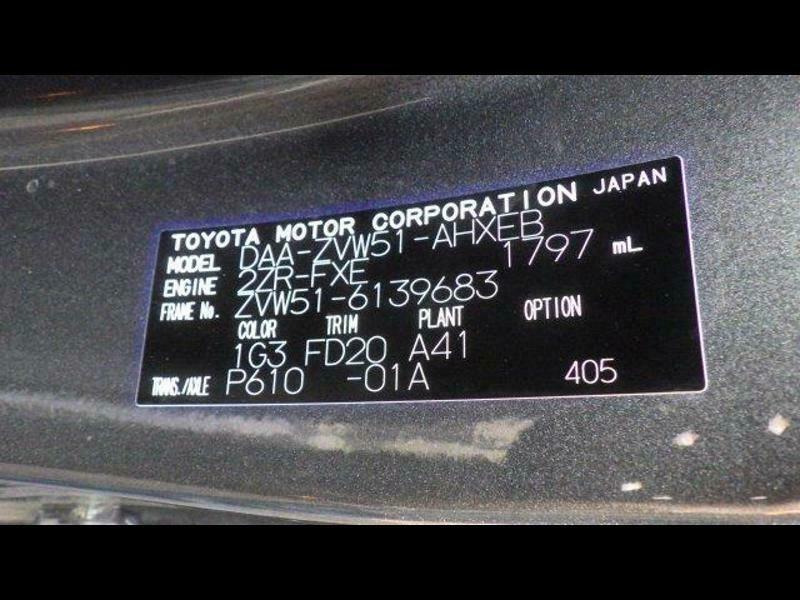 TOYOTA MOTOR CORPORATION JAPAN
MODEL DAA-ZVW51-AHXEB
ENGINE 2ZR-FXE 1797 mL
FRAME No. ZVW51-6139683
COLOR TRIM PLANT OPTION
1G3 FD20 A41
TRANS./AXLE P610 -01A 405